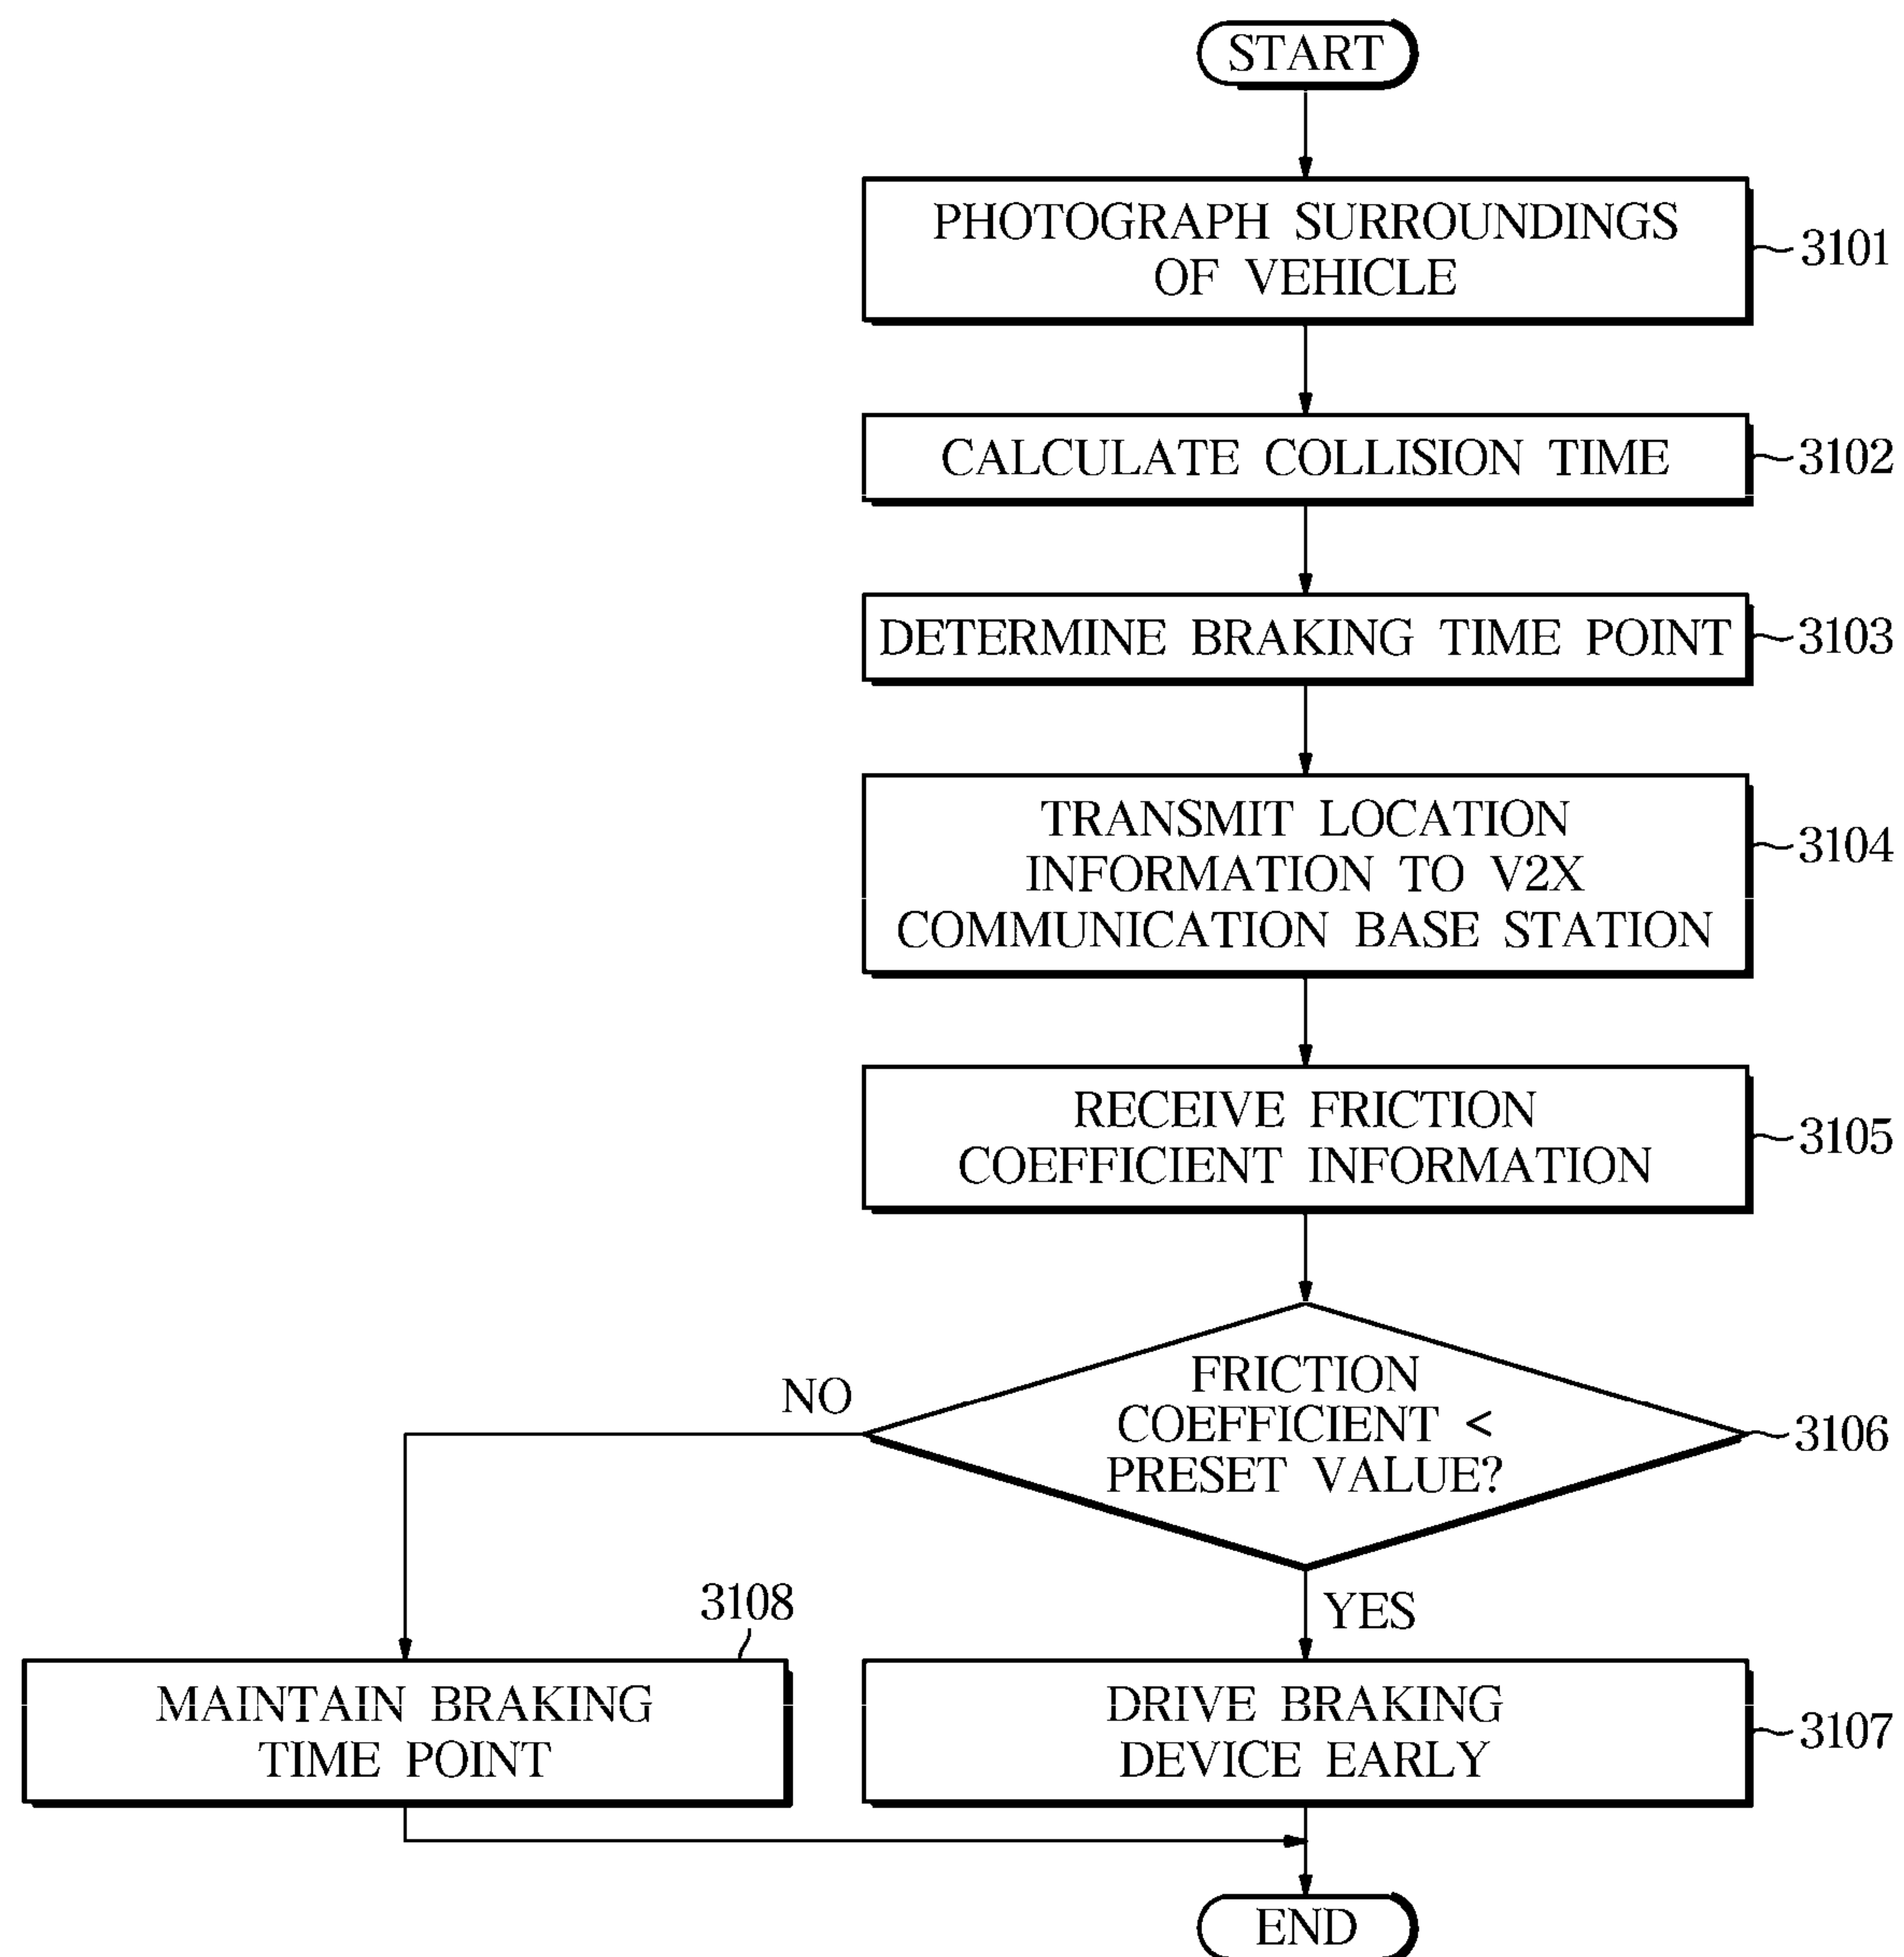 START
PHOTOGRAPH SURROUNDINGS
OF VEHICLE
3101
CALCULATE COLLISION TIME
3102
DETERMINE BRAKING TIME POINT
3103
TRANSMIT LOCATION
INFORMATION TO V2X
COMMUNICATION BASE STATION
3104
RECEIVE FRICTION
COEFFICIENT INFORMATION
3105
FRICTION
COEFFICIENT <
PRESET VALUE?
3106
NO
YES
3108
MAINTAIN BRAKING
TIME POINT
DRIVE BRAKING
DEVICE EARLY
3107
END